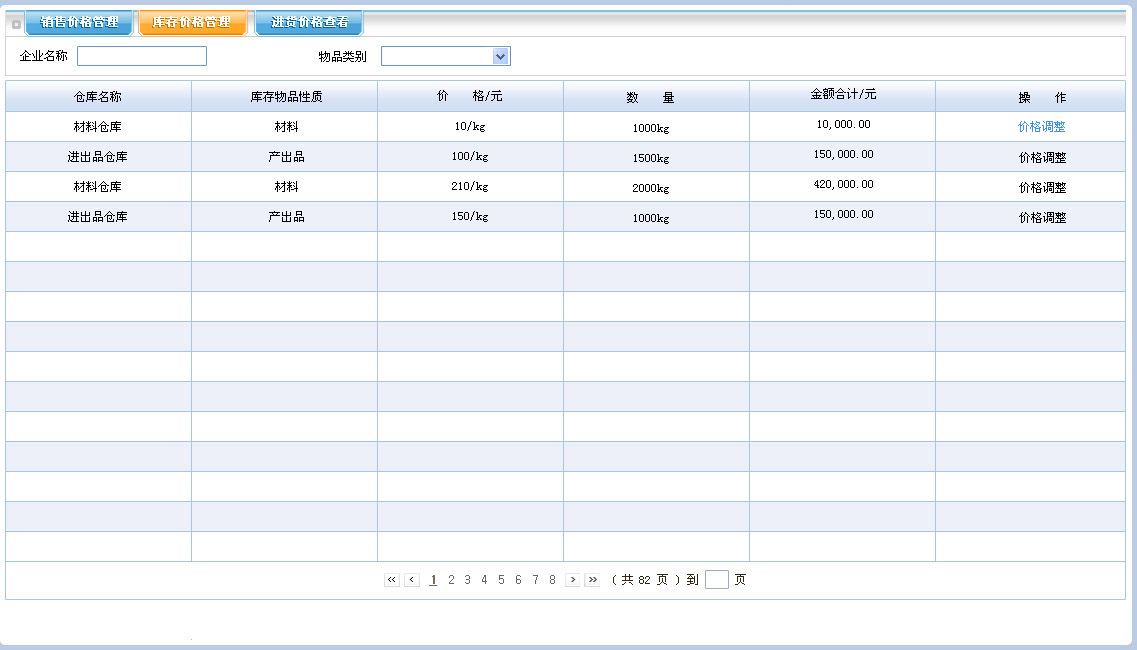 销售价格管理 库存价格管理 进货价格查看
企业名称 物品类别
仓库名称 库存物品性质 价 格/元 数 量 金额合计/元 操 作
材料仓库 材料 10/kg 1000kg 10,000.00 价格调整
进出品仓库 产出品 100/kg 1500kg 150,000.00 价格调整
材料仓库 材料 210/kg 2000kg 420,000.00 价格调整
进出品仓库 产出品 150/kg 1000kg 150,000.00 价格调整
« ‹ 1 2 3 4 5 6 7 8 › » ( 共 82 页 ) 到 页